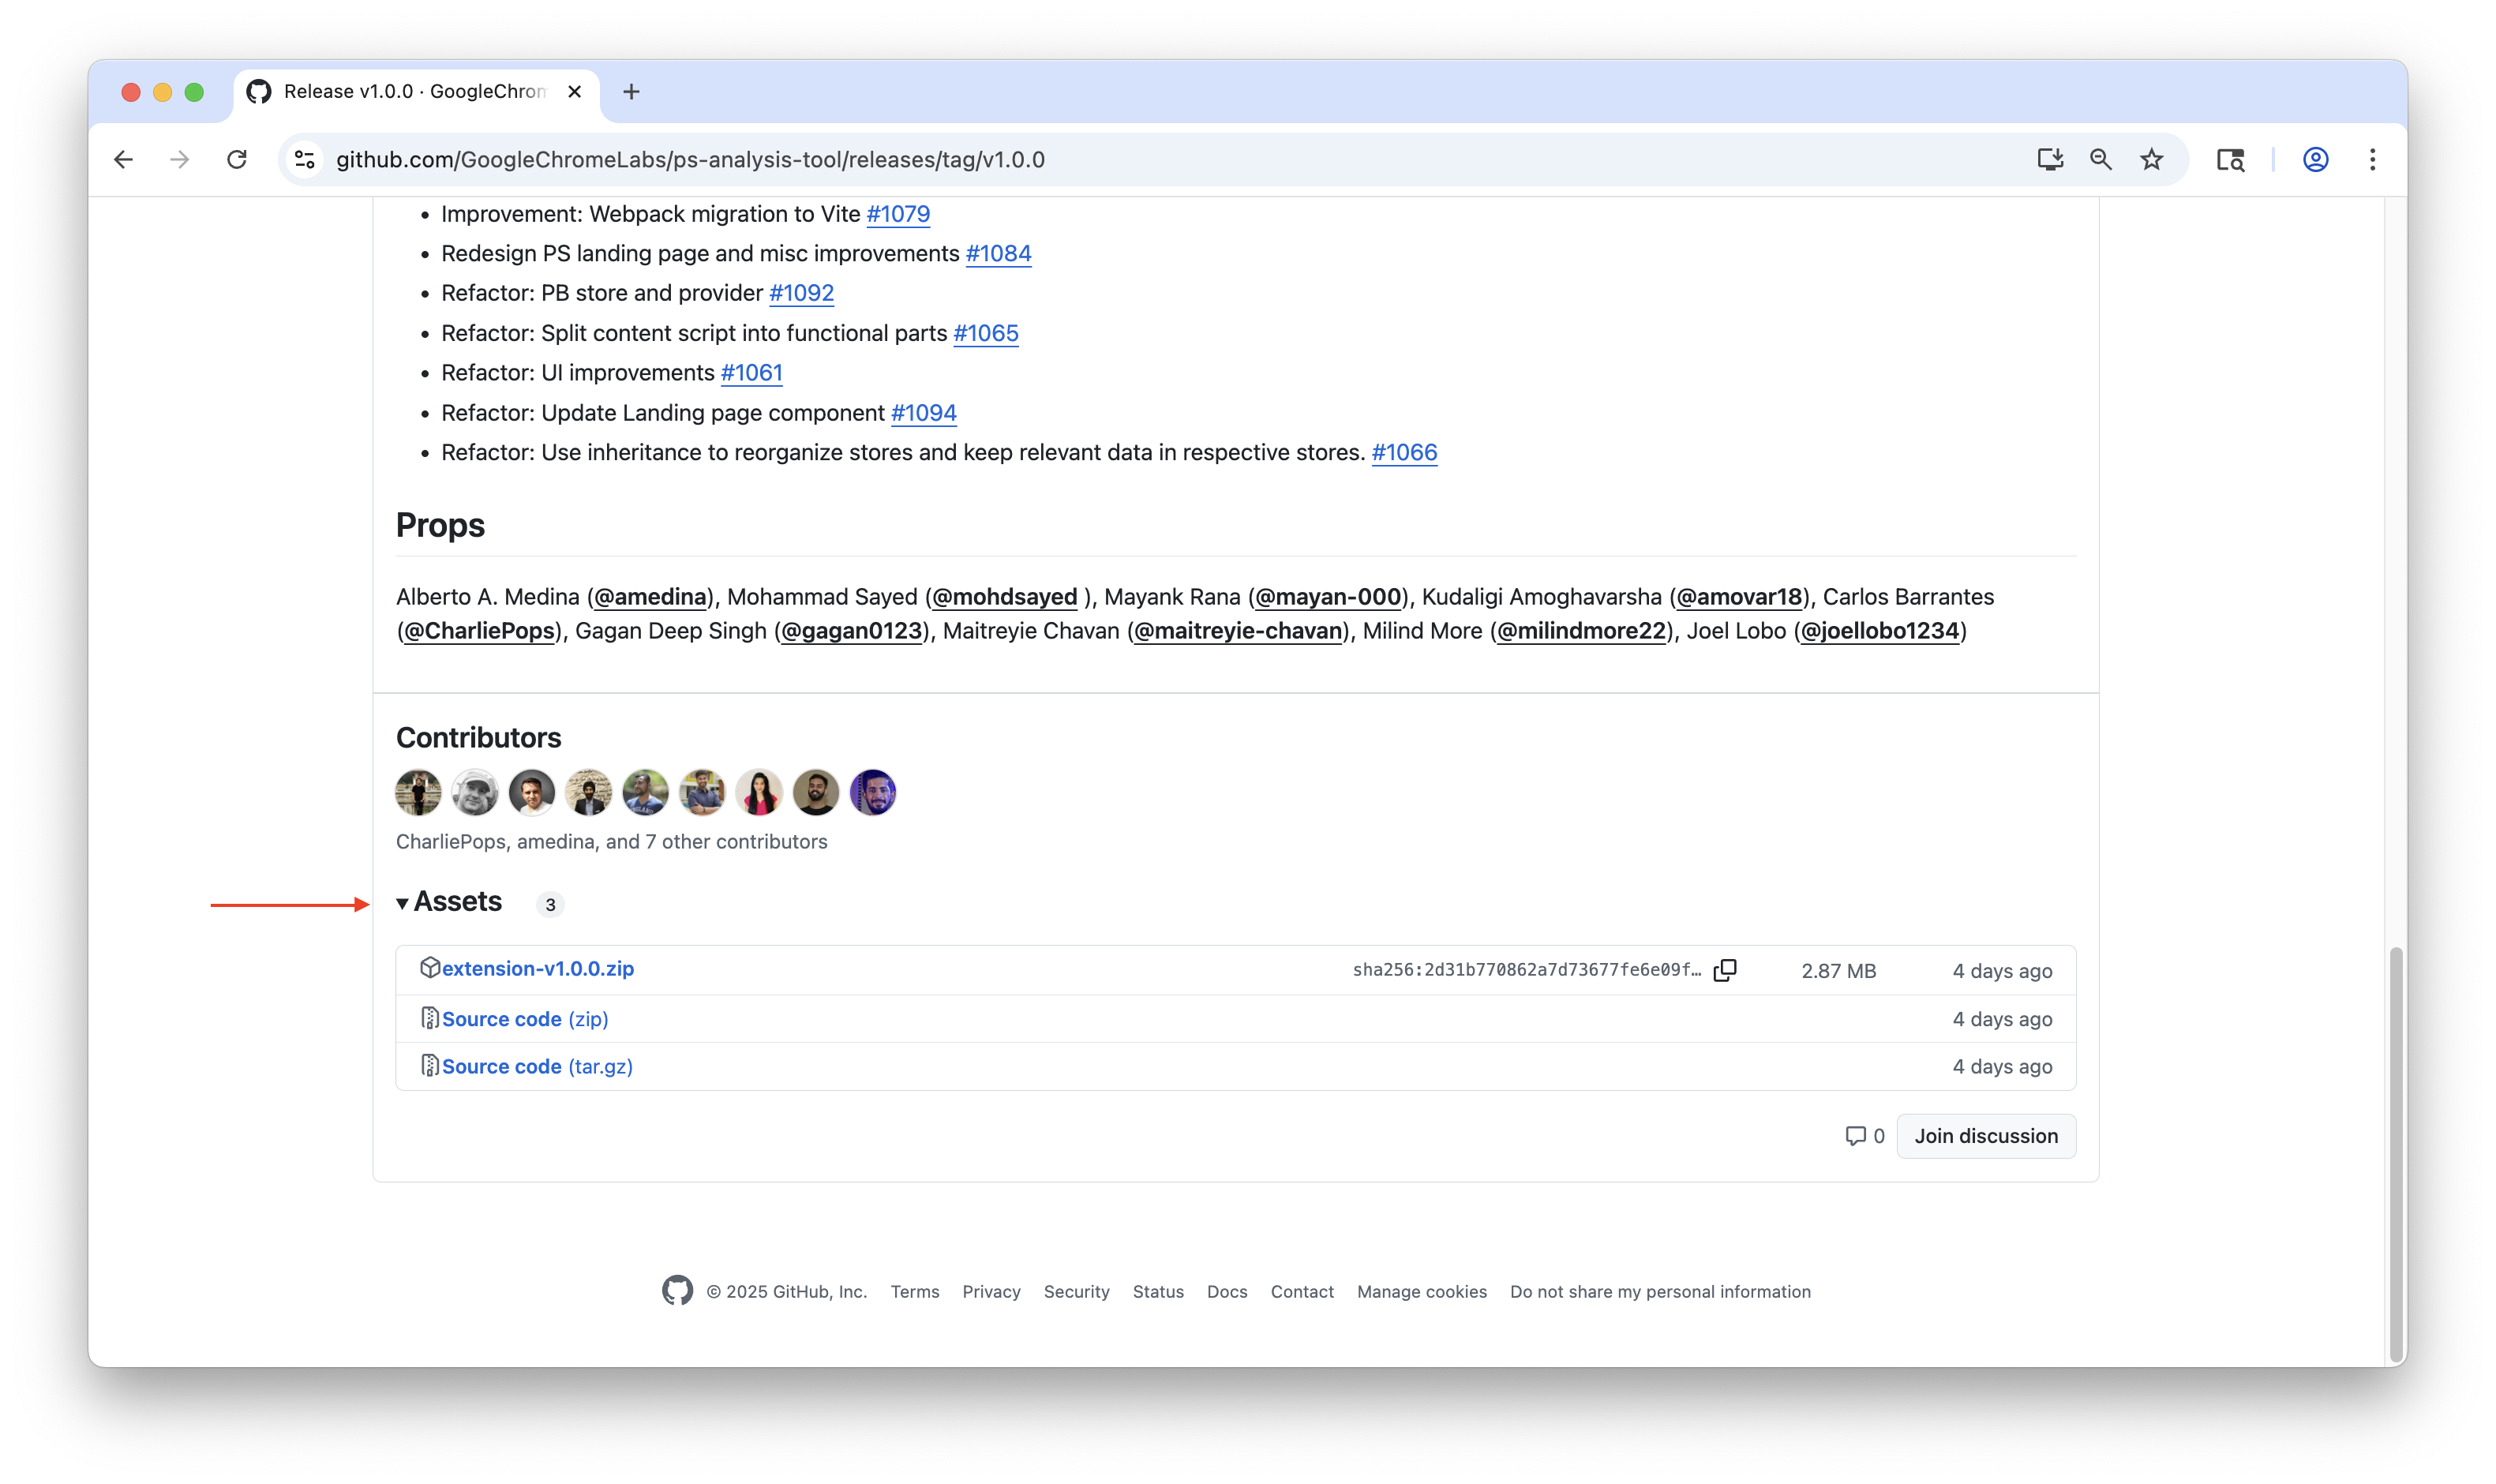 Release v1.0.0 · GoogleChrom
github.com/GoogleChromeLabs/ps-analysis-tool/releases/tag/v1.0.0
Improvement: Webpack migration to Vite #1079
Redesign PS landing page and misc improvements #1084
Refactor: PB store and provider #1092
Refactor: Split content script into functional parts #1065
Refactor: UI improvements #1061
Refactor: Update Landing page component #1094
Refactor: Use inheritance to reorganize stores and keep relevant data in respective stores. #1066
Props
Alberto A. Medina (@amedina), Mohammad Sayed (@mohdsayed ), Mayank Rana (@mayan-000), Kudaligi Amoghavarsha (@amovar18), Carlos Barrantes
(@CharliePops), Gagan Deep Singh (@gagan0123), Maitreyie Chavan (@maitreyie-chavan), Milind More (@milindmore22), Joel Lobo (@joellobo1234)
Contributors
CharliePops, amedina, and 7 other contributors
Assets 3
extension-v1.0.0.zip sha256:2d31b770862a7d73677fe6e09f… 2.87 MB 4 days ago
Source code (zip) 4 days ago
Source code (tar.gz) 4 days ago
0 Join discussion
© 2025 GitHub, Inc. Terms Privacy Security Status Docs Contact Manage cookies Do not share my personal information